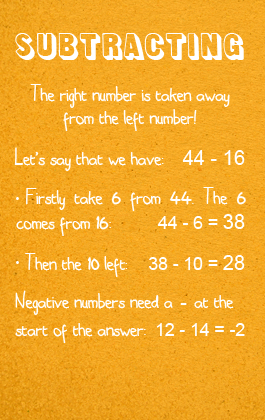 SUBTRACTING
The right number is taken away
from the left number!
Let's say that we have: 44 - 16
• Firstly take 6 from 44. The 6
comes from 16: 44 - 6 = 38
• Then the 10 left: 38 - 10 = 28
Negative numbers need a - at the
start of the answer: 12 - 14 = -2